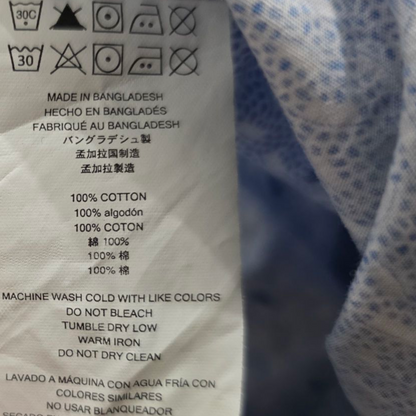 30C
30
MADE IN BANGLADESH
HECHO EN BANGLADÉS
FABRIQUÉ AU BANGLADESH
バングラデシュ製
孟加拉国制造
孟加拉製造
100% COTTON
100% algodón
100% COTON
綿 100%
100% 棉
100% 棉
MACHINE WASH COLD WITH LIKE COLORS
DO NOT BLEACH
TUMBLE DRY LOW
WARM IRON
DO NOT DRY CLEAN
LAVADO A MÁQUINA CON AGUA FRÍA CON
COLORES SIMILARES
NO USAR BLANQUEADOR